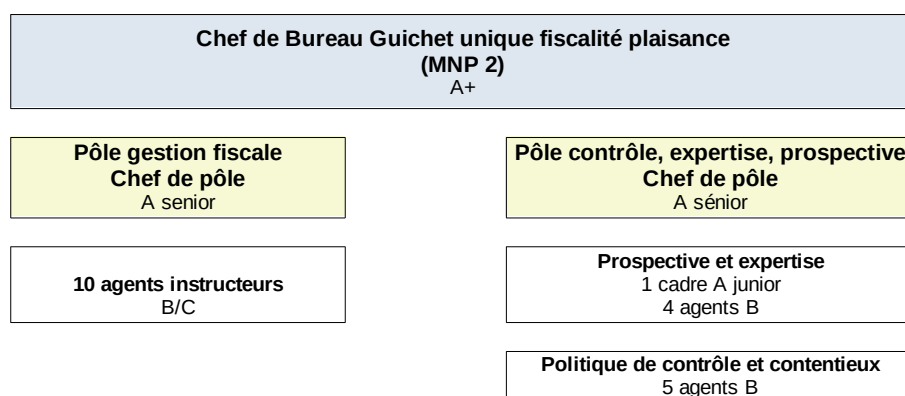 Chef de Bureau Guichet unique fiscalité plaisance
(MNP 2)
A+
Pôle gestion fiscale
Chef de pôle
A senior
Pôle contrôle, expertise, prospective
Chef de pôle
A sénior
10 agents instructeurs
B/C
Prospective et expertise
1 cadre A junior
4 agents B
Politique de contrôle et contentieux
5 agents B